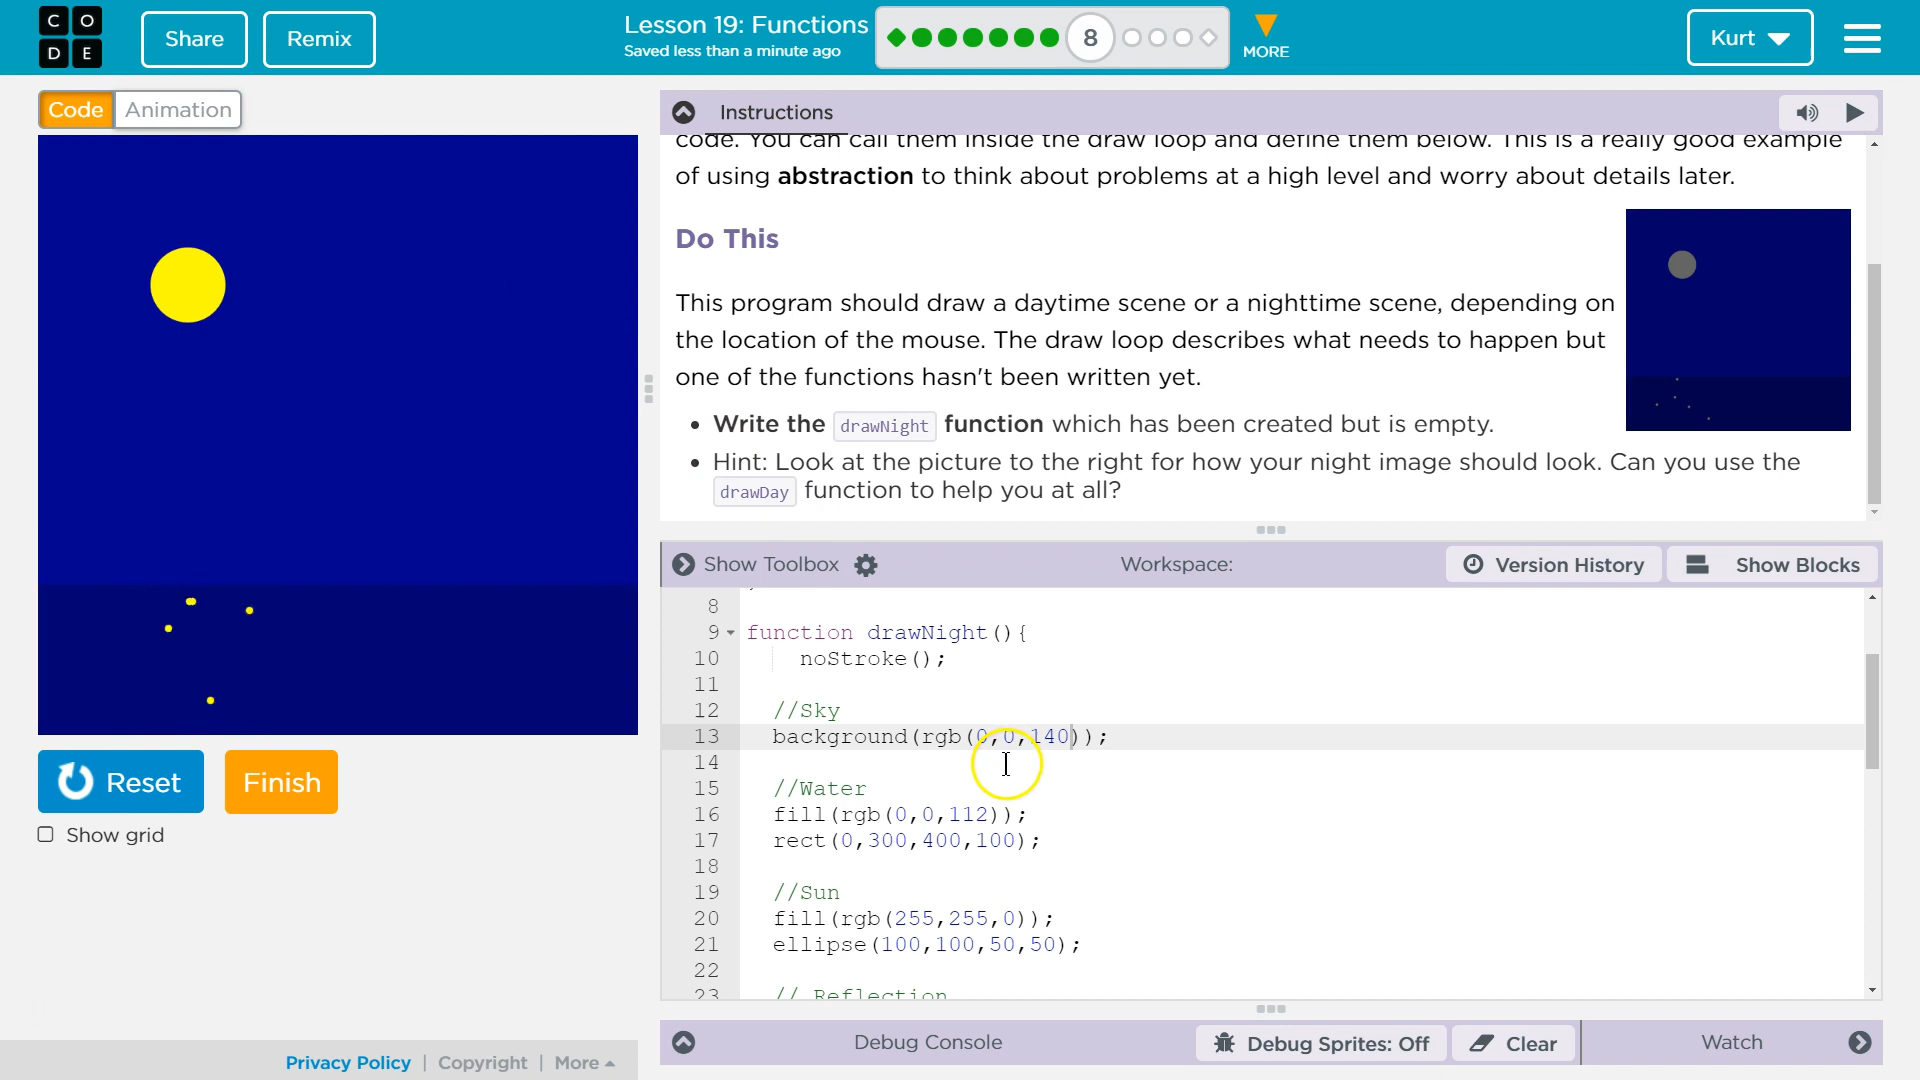 C O
D E
Share
Remix
Lesson 19: Functions
Saved less than a minute ago
8
MORE
Kurt
Code
Animation
Instructions
code. You can call them inside the draw loop and define them below. This is a really good example
of using abstraction to think about problems at a high level and worry about details later.
Do This
This program should draw a daytime scene or a nighttime scene, depending on
the location of the mouse. The draw loop describes what needs to happen but
one of the functions hasn't been written yet.
Write the drawNight function which has been created but is empty.
Hint: Look at the picture to the right for how your night image should look. Can you use the
drawDay function to help you at all?
Show Toolbox
Workspace:
Version History
Show Blocks
8
9 function drawNight(){
10 noStroke();
11
12 //Sky
13 background(rgb(0,0,140));
14
15 //Water
16 fill(rgb(0,0,112));
17 rect(0,300,400,100);
18
19 //Sun
20 fill(rgb(255,255,0));
21 ellipse(100,100,50,50);
22
23 // Reflection
Reset
Finish
Show grid
Debug Console
Debug Sprites: Off
Clear
Watch
Privacy Policy | Copyright | More